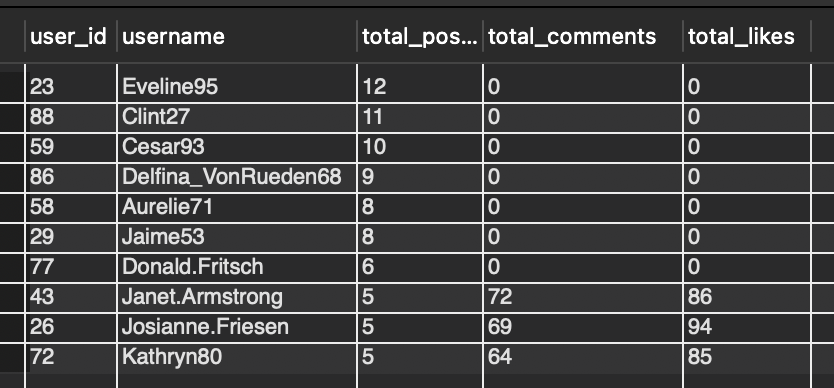 user_id username total_pos... total_comments total_likes
23 Eveline95 12 0 0
88 Clint27 11 0 0
59 Cesar93 10 0 0
86 Delfina_VonRueden68 9 0 0
58 Aurelie71 8 0 0
29 Jaime53 8 0 0
77 Donald.Fritsch 6 0 0
43 Janet.Armstrong 5 72 86
26 Josianne.Friesen 5 69 94
72 Kathryn80 5 64 85